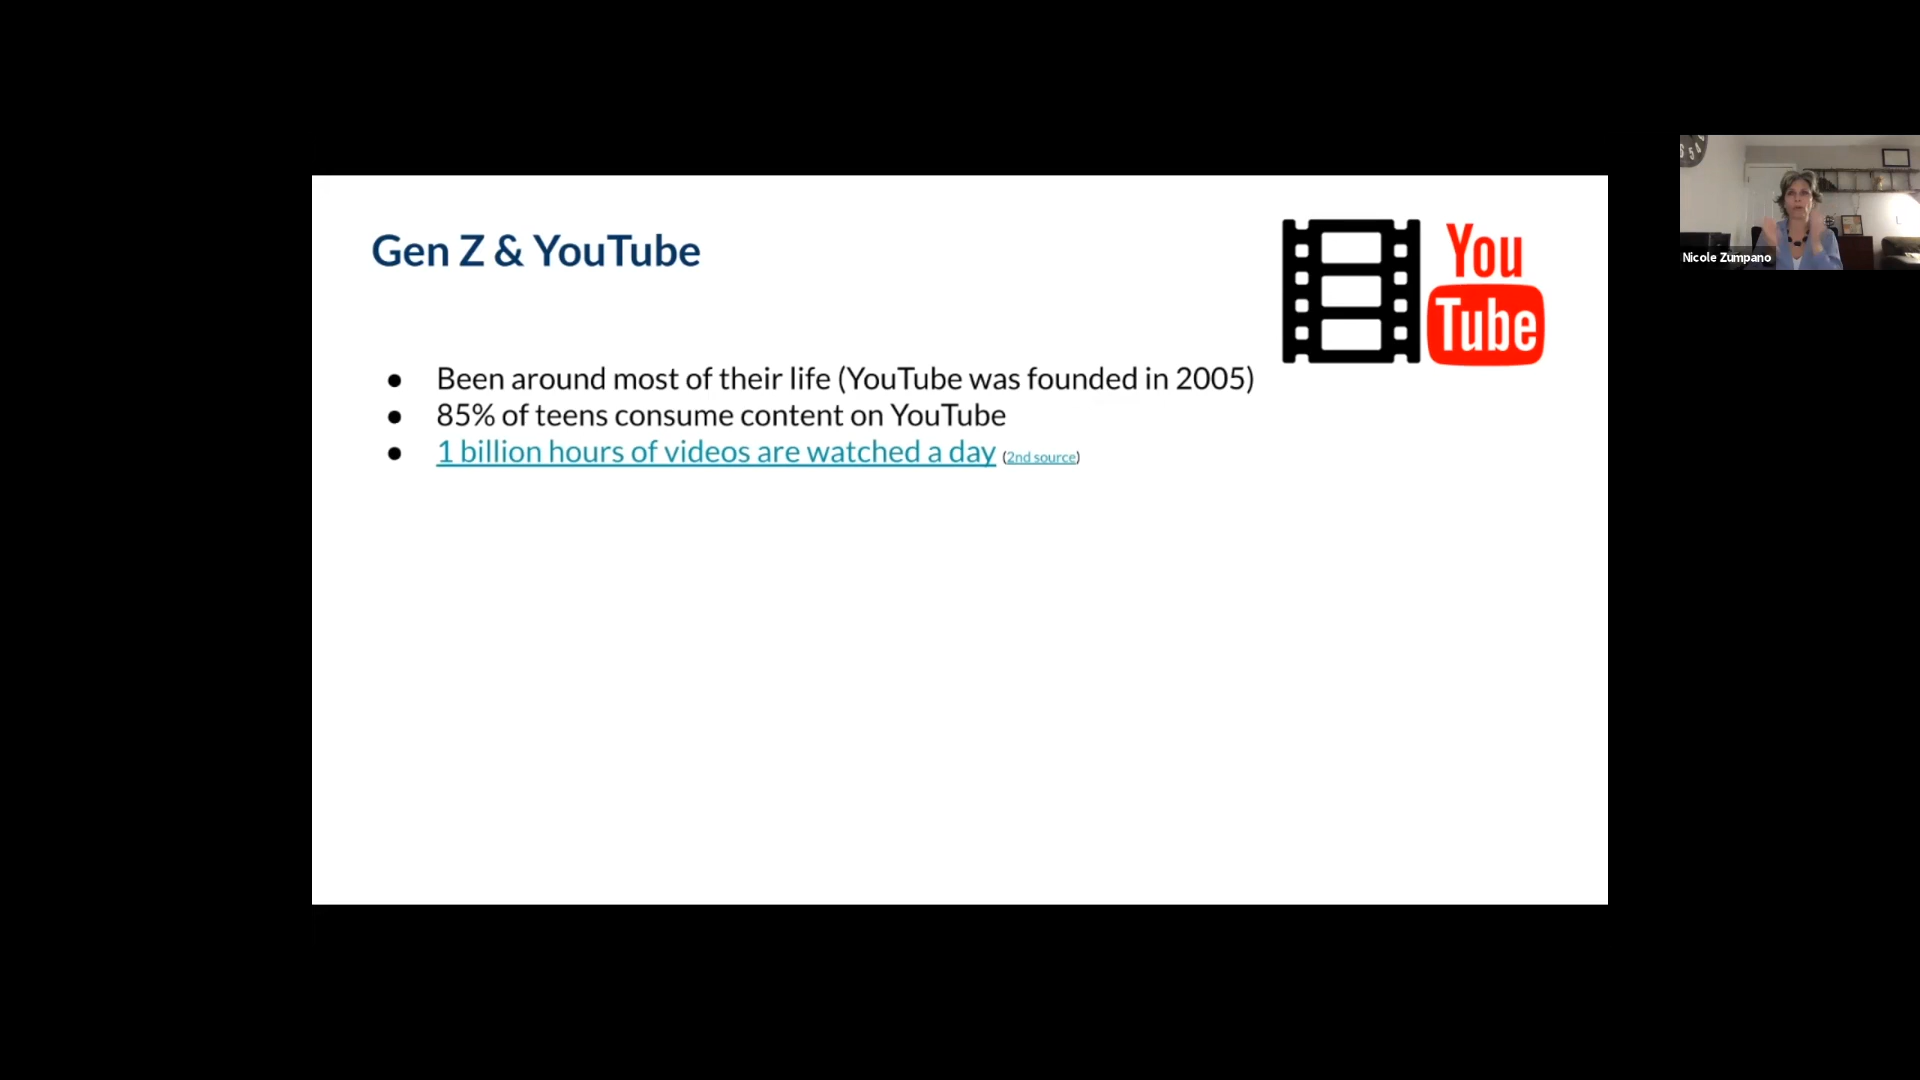 Gen Z & YouTube
You
Tube
● Been around most of their life (YouTube was founded in 2005)
● 85% of teens consume content on YouTube
● 1 billion hours of videos are watched a day (2nd source)
Nicole Zumpano